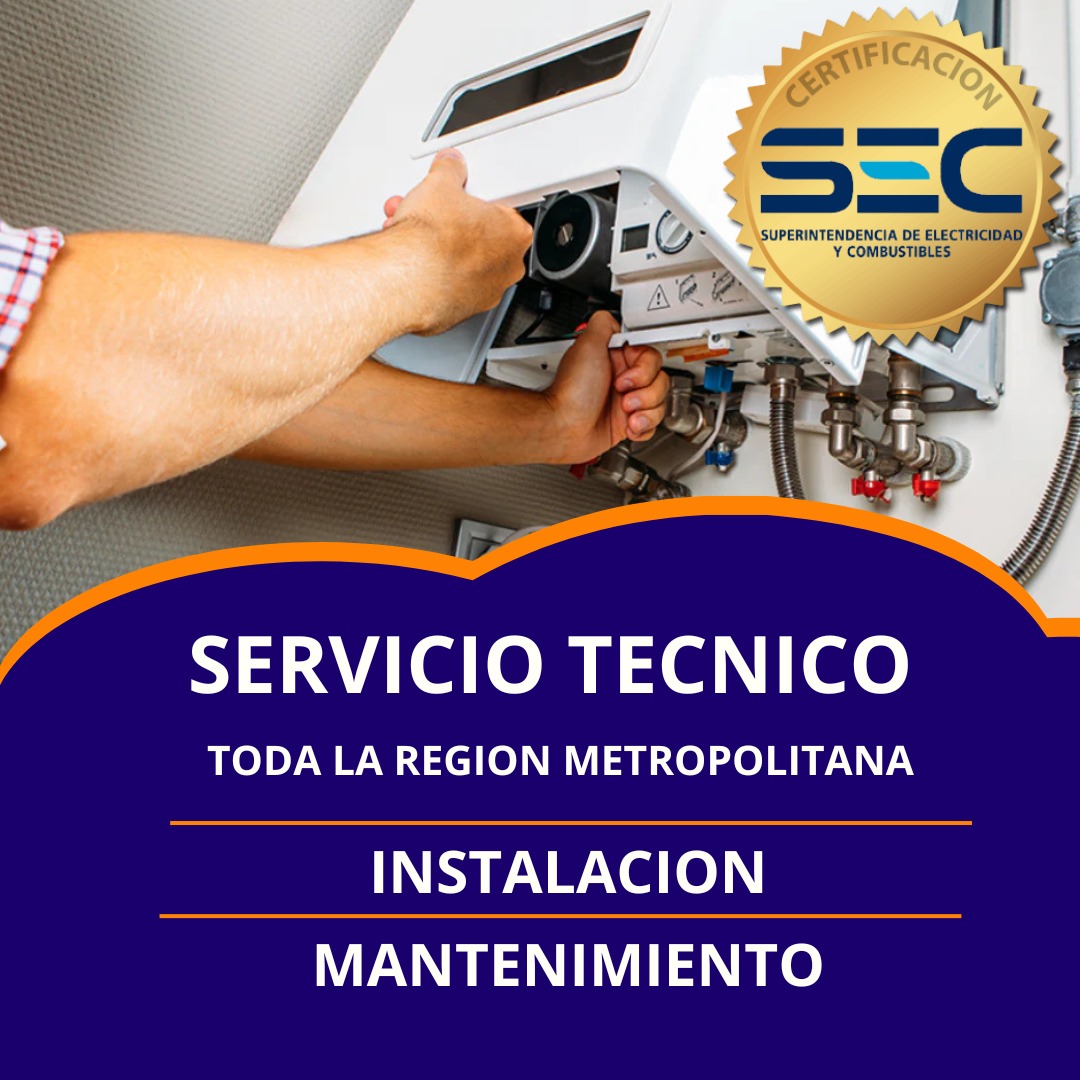 CERTIFICACION
SEC
SUPERINTENDENCIA DE ELECTRICIDAD
Y COMBUSTIBLES
SERVICIO TECNICO
TODA LA REGION METROPOLITANA
INSTALACION
MANTENIMIENTO